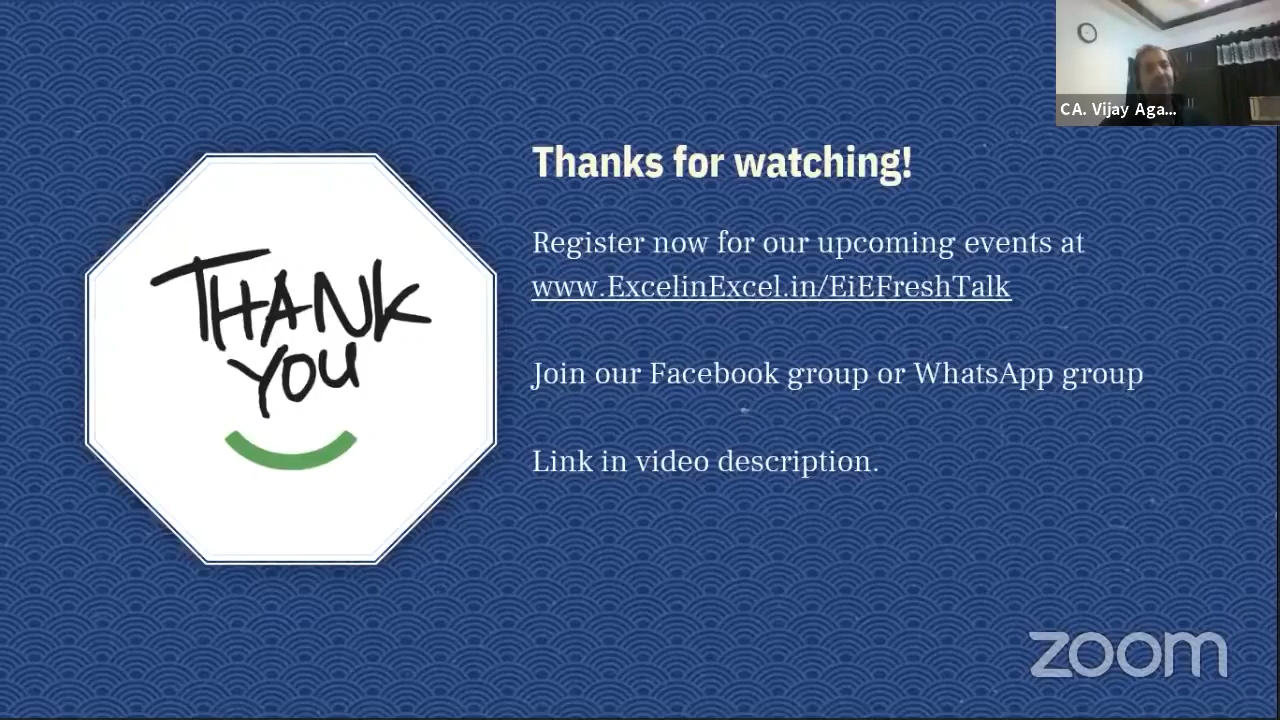 CA. Vijay Aga...
Thanks for watching!
THANK
YOU
Register now for our upcoming events at
www.ExcelinExcel.in/EiEFreshTalk
Join our Facebook group or WhatsApp group
Link in video description.
zoom